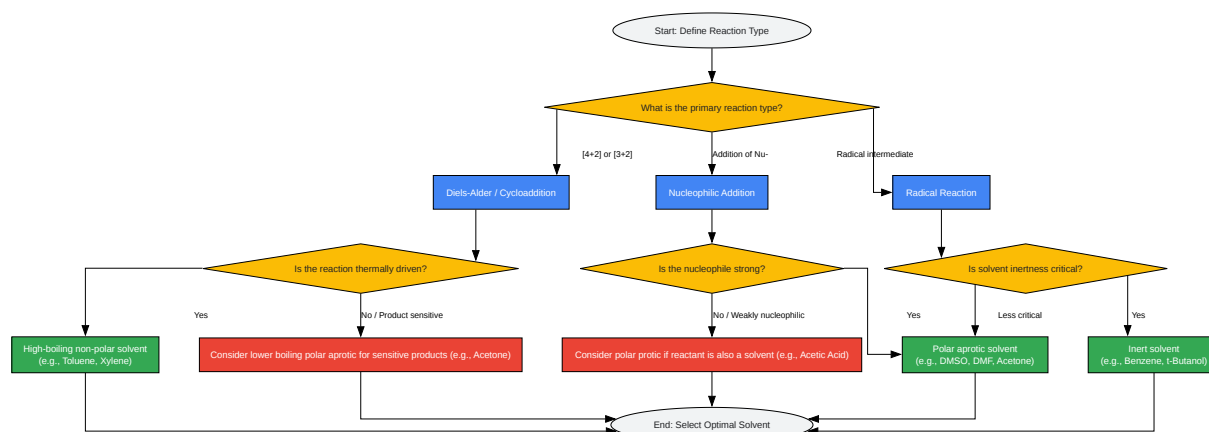 Start: Define Reaction Type
What is the primary reaction type?
[4+2] or [3+2]
Addition of Nu-
Radical intermediate
Diels-Alder / Cycloaddition
Nucleophilic Addition
Radical Reaction
Is the reaction thermally driven?
Is the nucleophile strong?
Is solvent inertness critical?
Yes
No / Product sensitive
No / Weakly nucleophilic
Yes
Less critical
Yes
High-boiling non-polar solvent
(e.g., Toluene, Xylene)
Consider lower boiling polar aprotic for sensitive products (e.g., Acetone)
Consider polar protic if reactant is also a solvent (e.g., Acetic Acid)
Polar aprotic solvent
(e.g., DMSO, DMF, Acetone)
Inert solvent
(e.g., Benzene, t-Butanol)
End: Select Optimal Solvent